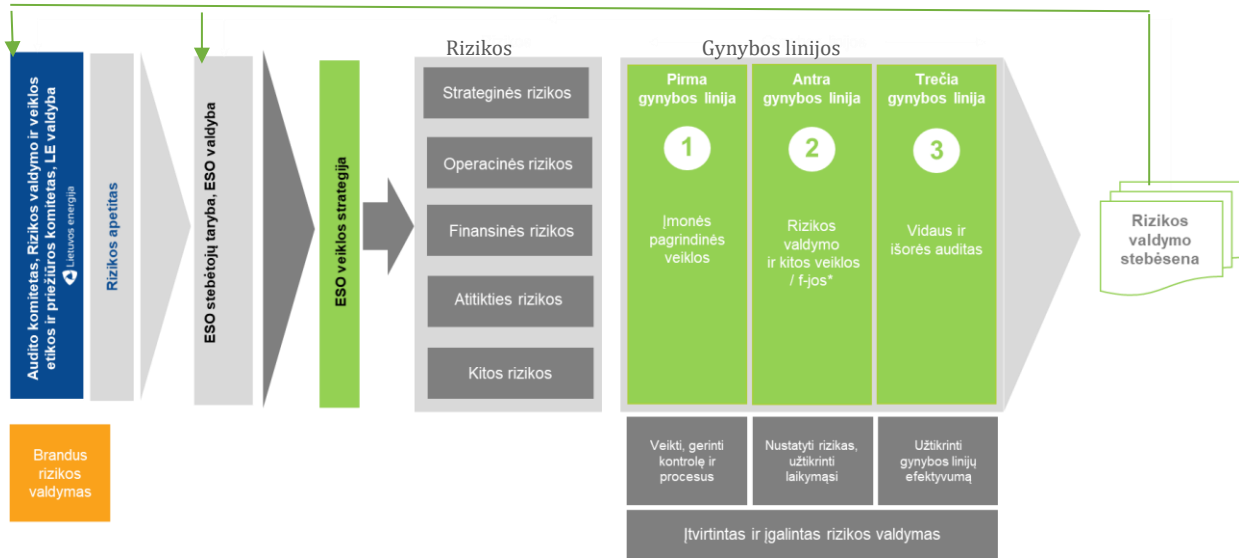 Audito komitetas, Rizikos valdymo ir veiklos
etikos ir priežiūros komitetas, LE valdyba
Lietuvos energija
Rizikos apetitas
ESO stebėtojų taryba, ESO valdyba
ESO veiklos strategija
Rizikos
Strateginės rizikos
Operacinės rizikos
Finansinės rizikos
Atitikties rizikos
Kitos rizikos
Gynybos linijos
Pirma
gynybos linija
1
Įmonės
pagrindinės
veiklos
Antra
gynybos linija
2
Rizikos
valdymo
ir kitos veiklos
/ f-jos*
Trečia
gynybos linija
3
Vidaus ir
išorės auditas
Rizikos
valdymo
stebėsena
Brandus
rizikos
valdymas
Veikti, gerinti
kontrolę ir
procesus
Nustatyti rizikas,
užtikrinti
laikymąsi
Užtikrinti
gynybos linijų
efektyvumą
Įtvirtintas ir įgalintas rizikos valdymas